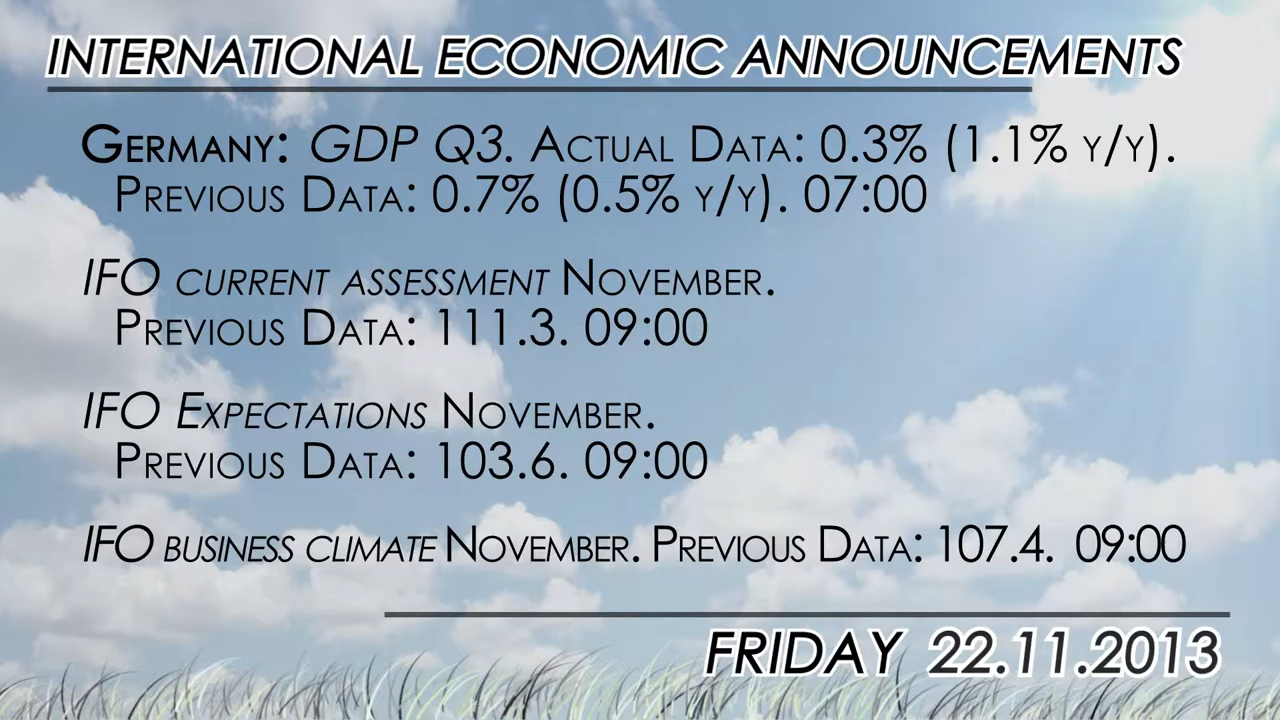 INTERNATIONAL ECONOMIC ANNOUNCEMENTS
GERMANY: GDP Q3. ACTUAL DATA: 0.3% (1.1% Y/Y).
PREVIOUS DATA: 0.7% (0.5% Y/Y). 07:00
IFO CURRENT ASSESSMENT NOVEMBER.
PREVIOUS DATA: 111.3. 09:00
IFO EXPECTATIONS NOVEMBER.
PREVIOUS DATA: 103.6. 09:00
IFO BUSINESS CLIMATE NOVEMBER. PREVIOUS DATA: 107.4. 09:00
FRIDAY 22.11.2013